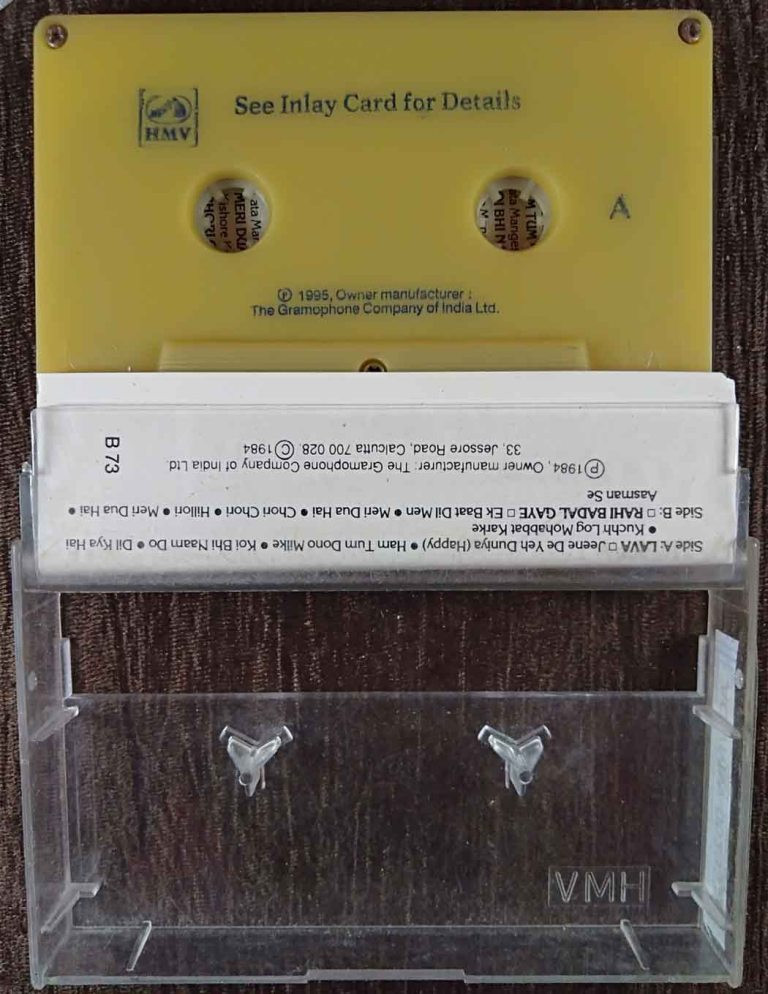 HMV
See Inlay Card for Details
MERI
A
TUM
BHI
℗ 1995, Owner manufacturer :
The Gramophone Company of India Ltd.
Side A: LAVA □ Jeene De Yeh Duniya (Happy) • Ham Tum Dono Milke • Koi Bhi Naam Do • Dil Kya Hai
• Kuchh Log Mohabbat Karke
Side B: □ RAHI BADAL GAYE □ Ek Baat Dil Men • Meri Dua Hai • Chori Chori • Hillori • Meri Dua Hai •
Aasman Se
℗1984, Owner manufacturer: The Gramophone Company of India Ltd.
33, Jessore Road, Calcutta 700 028. ©1984
B 73
HMV